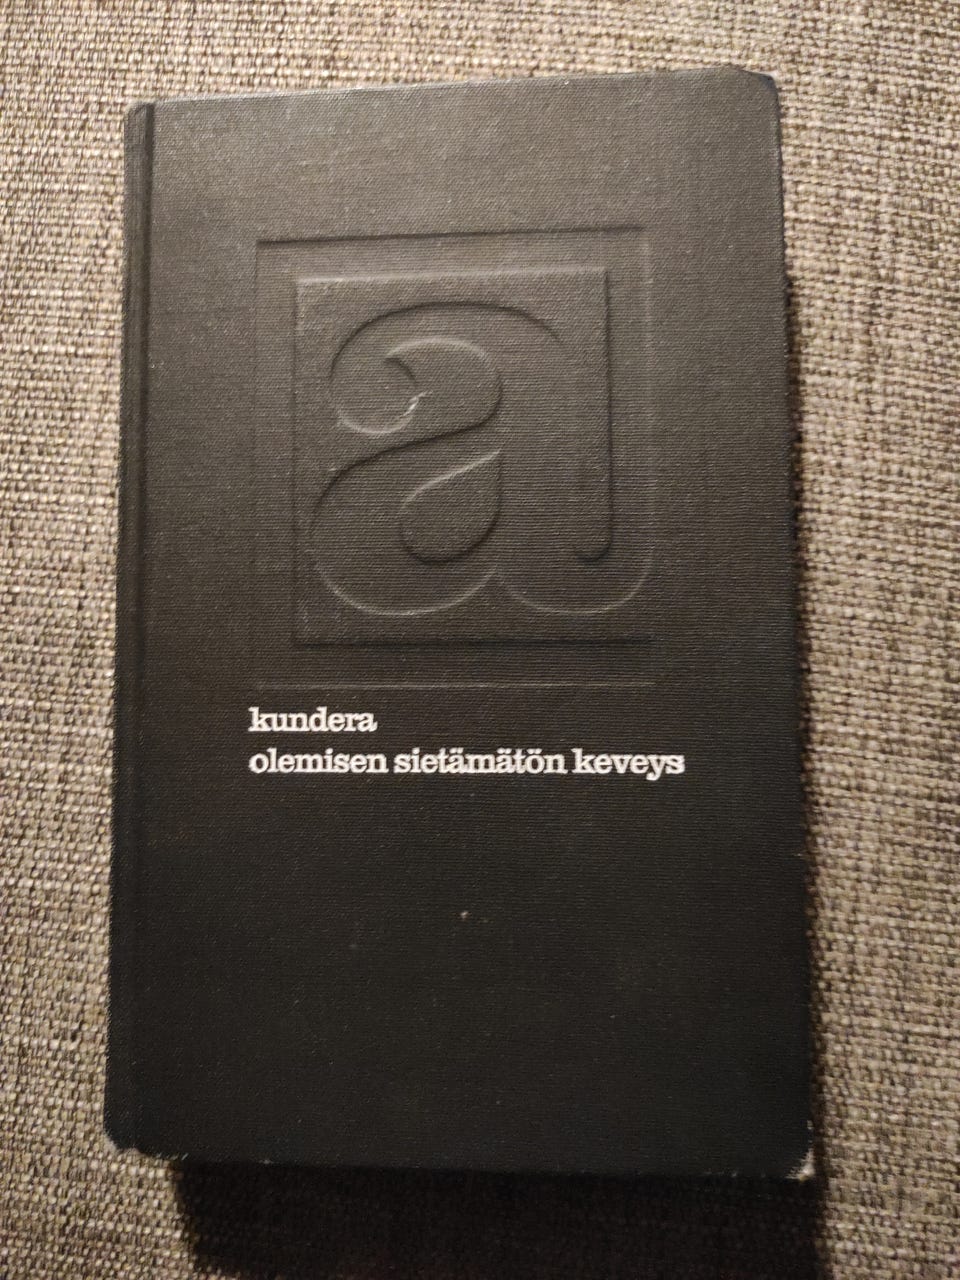 a
kundera
olemisen sietämätön keveys